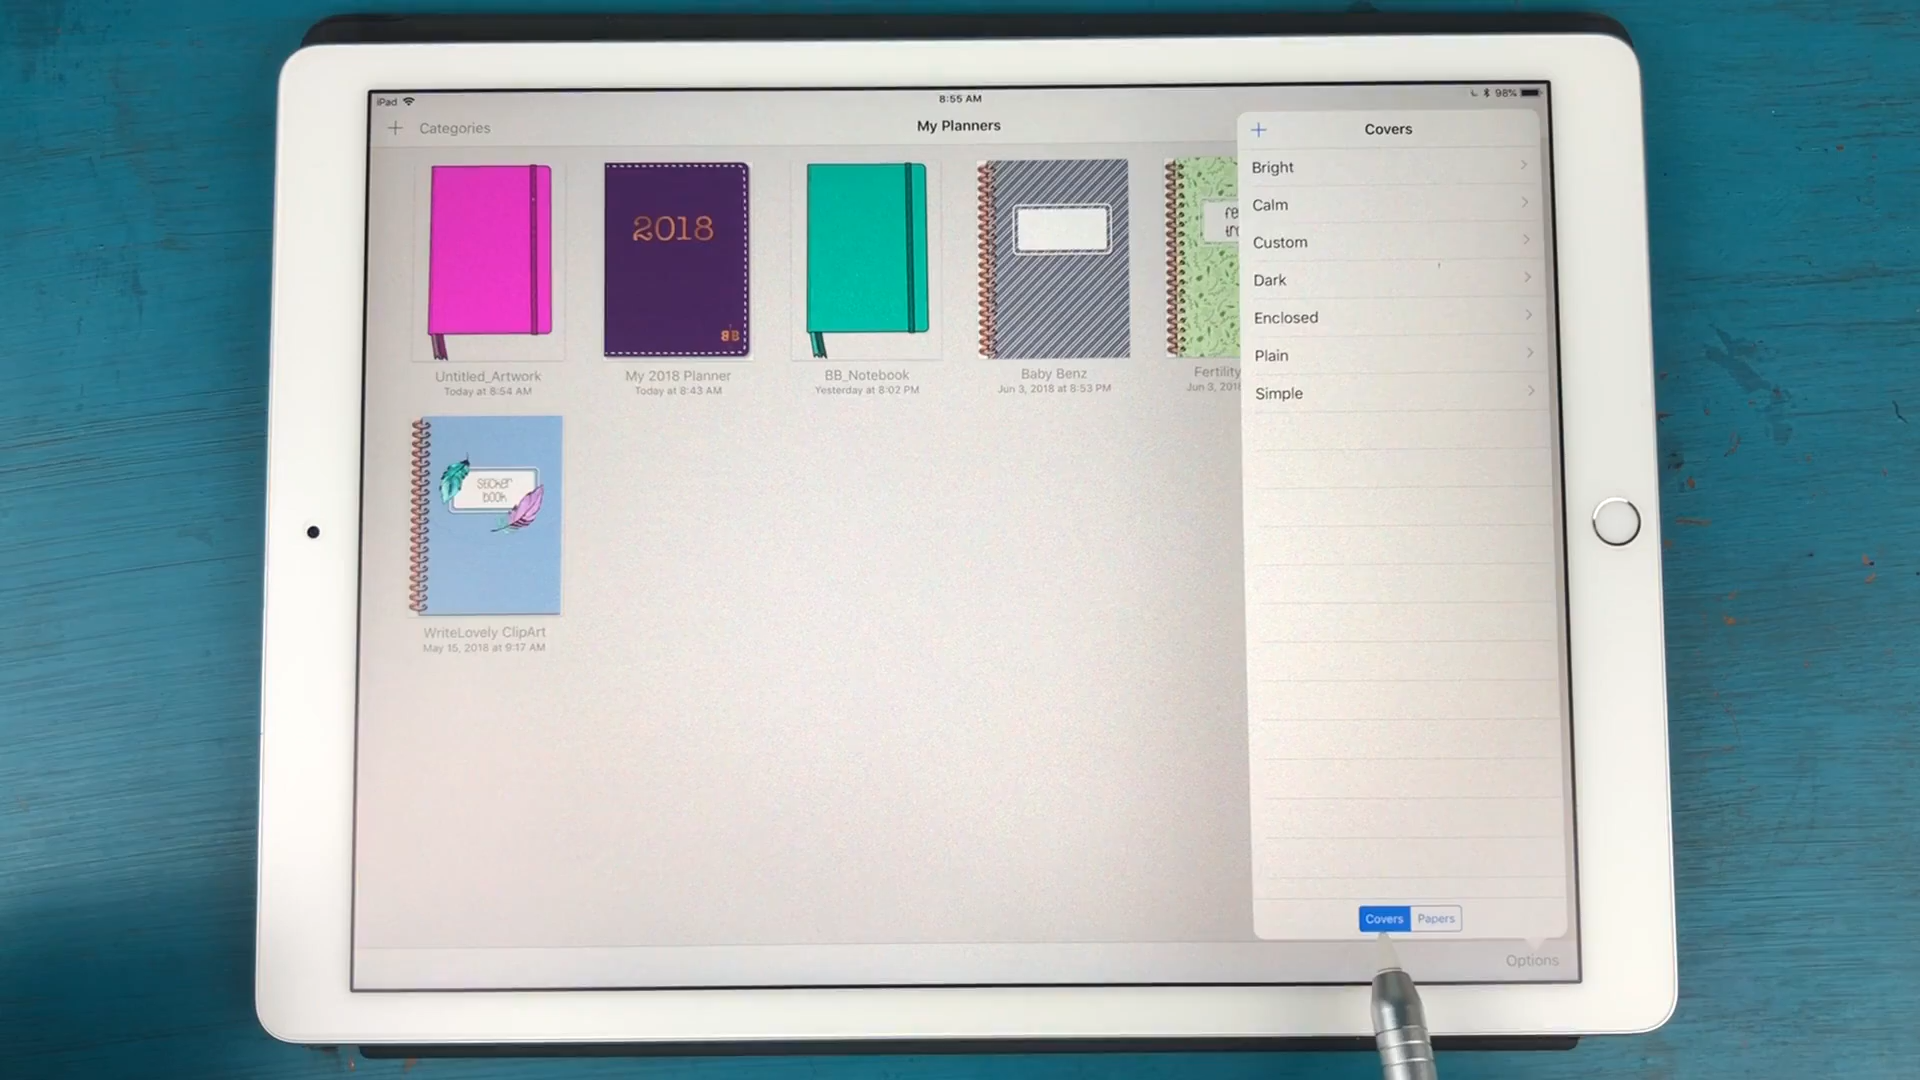 iPad
8:55 AM
98%
Categories
My Planners
Covers
Bright
Calm
Custom
Dark
Enclosed
Plain
Simple
2018
BB
Untitled_Artwork
Today at 8:54 AM
My 2018 Planner
Today at 8:43 AM
BB_Notebook
Yesterday at 8:02 PM
Baby Benz
Jun 3, 2018 at 8:53 PM
Fertility
Jun 3, 201
sticker
book
WriteLovely ClipArt
May 15, 2018 at 9:17 AM
Covers
Papers
Options